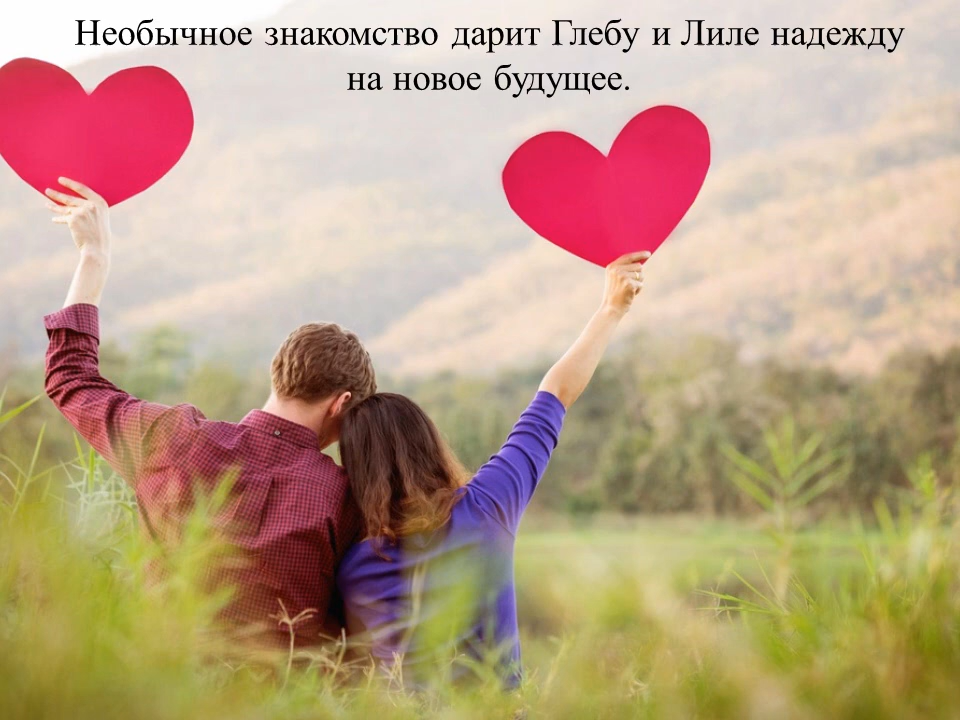 Необычное знакомство дарит Глебу и Лиле надежду
на новое будущее.